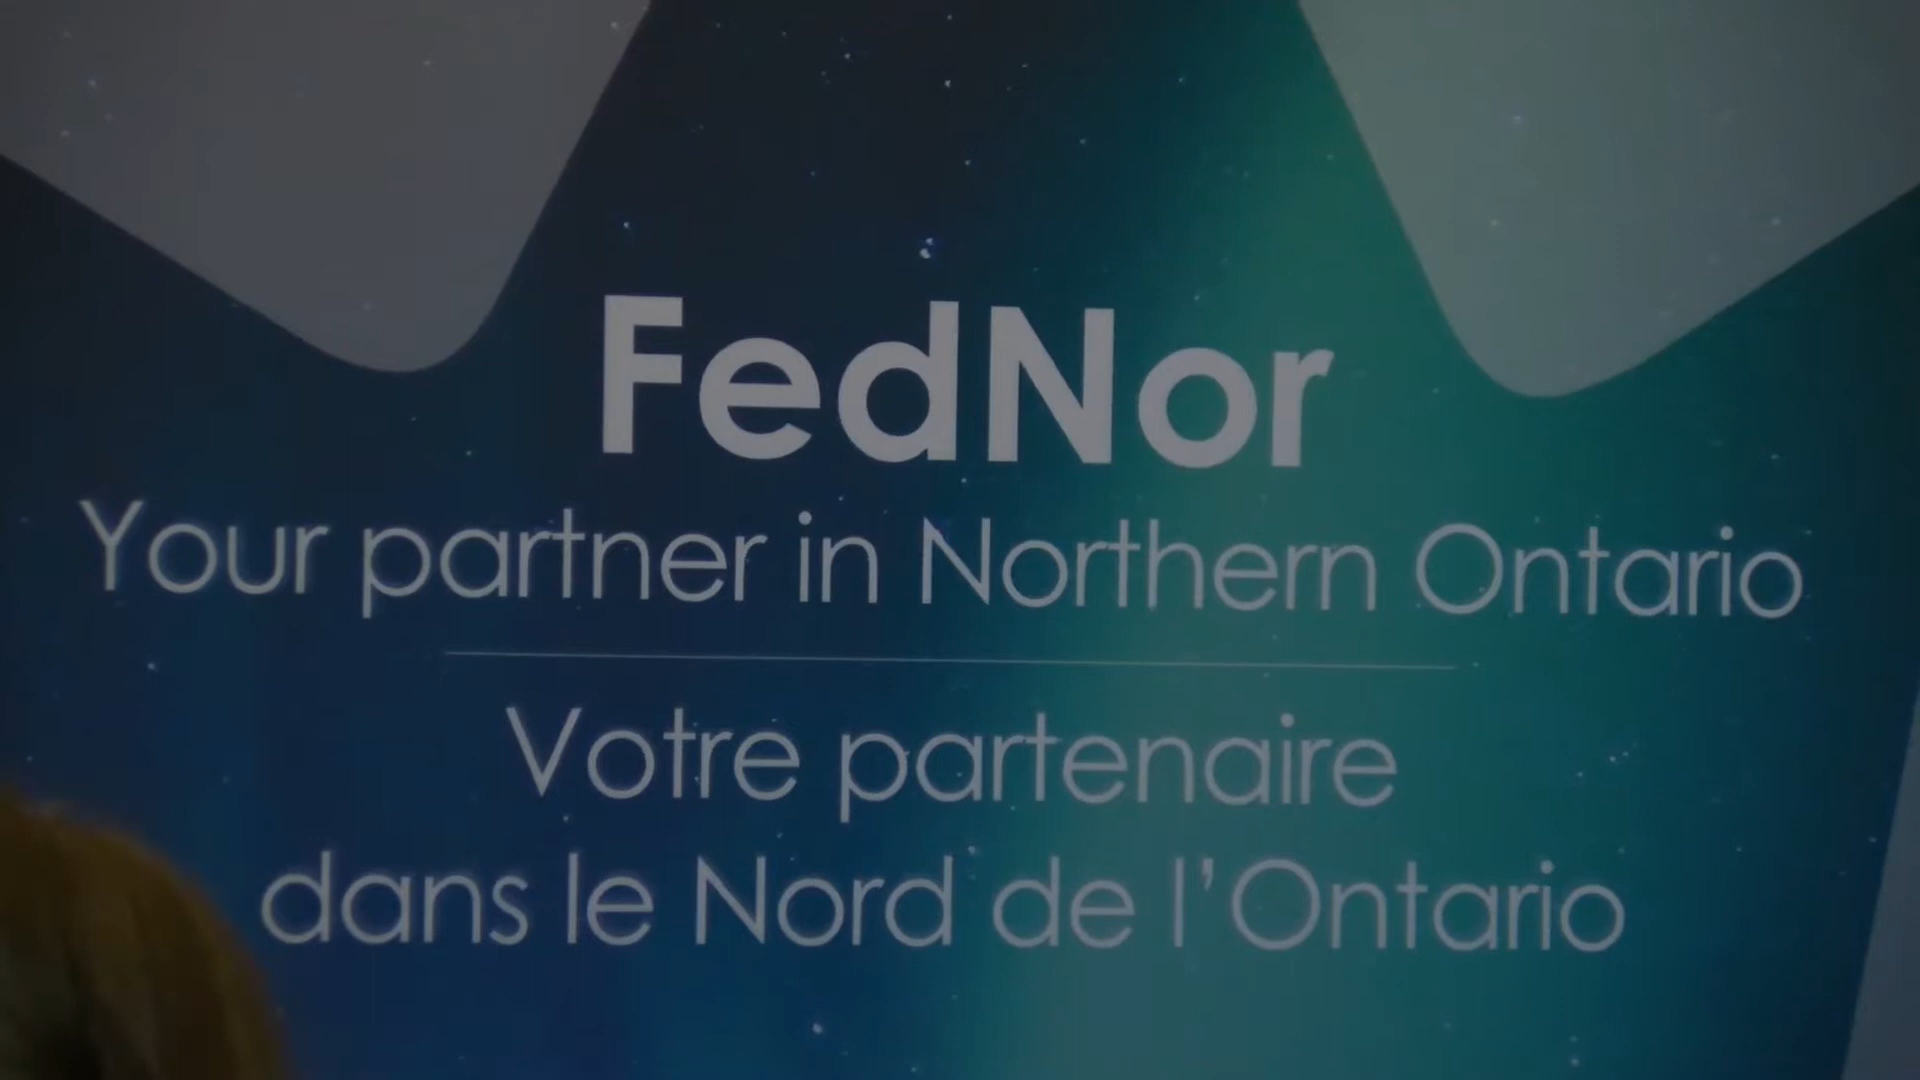 FedNor
Your partner in Northern Ontario
Votre partenaire
dans le Nord de l’Ontario